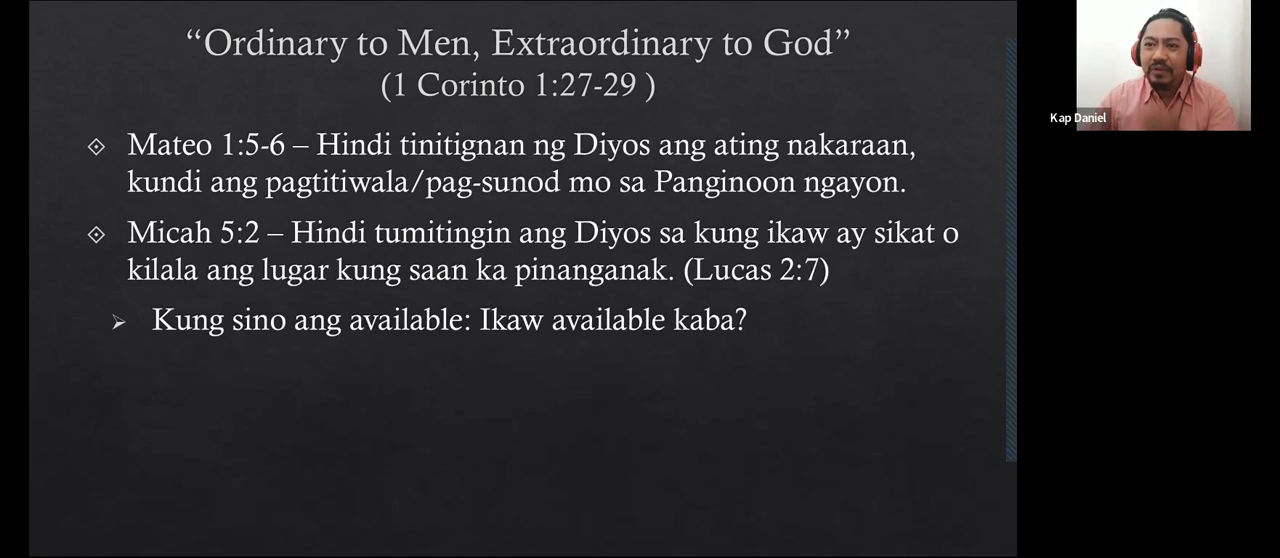 “Ordinary to Men, Extraordinary to God”
(1 Corinto 1:27-29 )
Mateo 1:5-6 – Hindi tinitignan ng Diyos ang ating nakaraan,
kundi ang pagtitiwala/pag-sunod mo sa Panginoon ngayon.
Micah 5:2 – Hindi tumitingin ang Diyos sa kung ikaw ay sikat o
kilala ang lugar kung saan ka pinanganak. (Lucas 2:7)
Kung sino ang available: Ikaw available kaba?
Kap Daniel